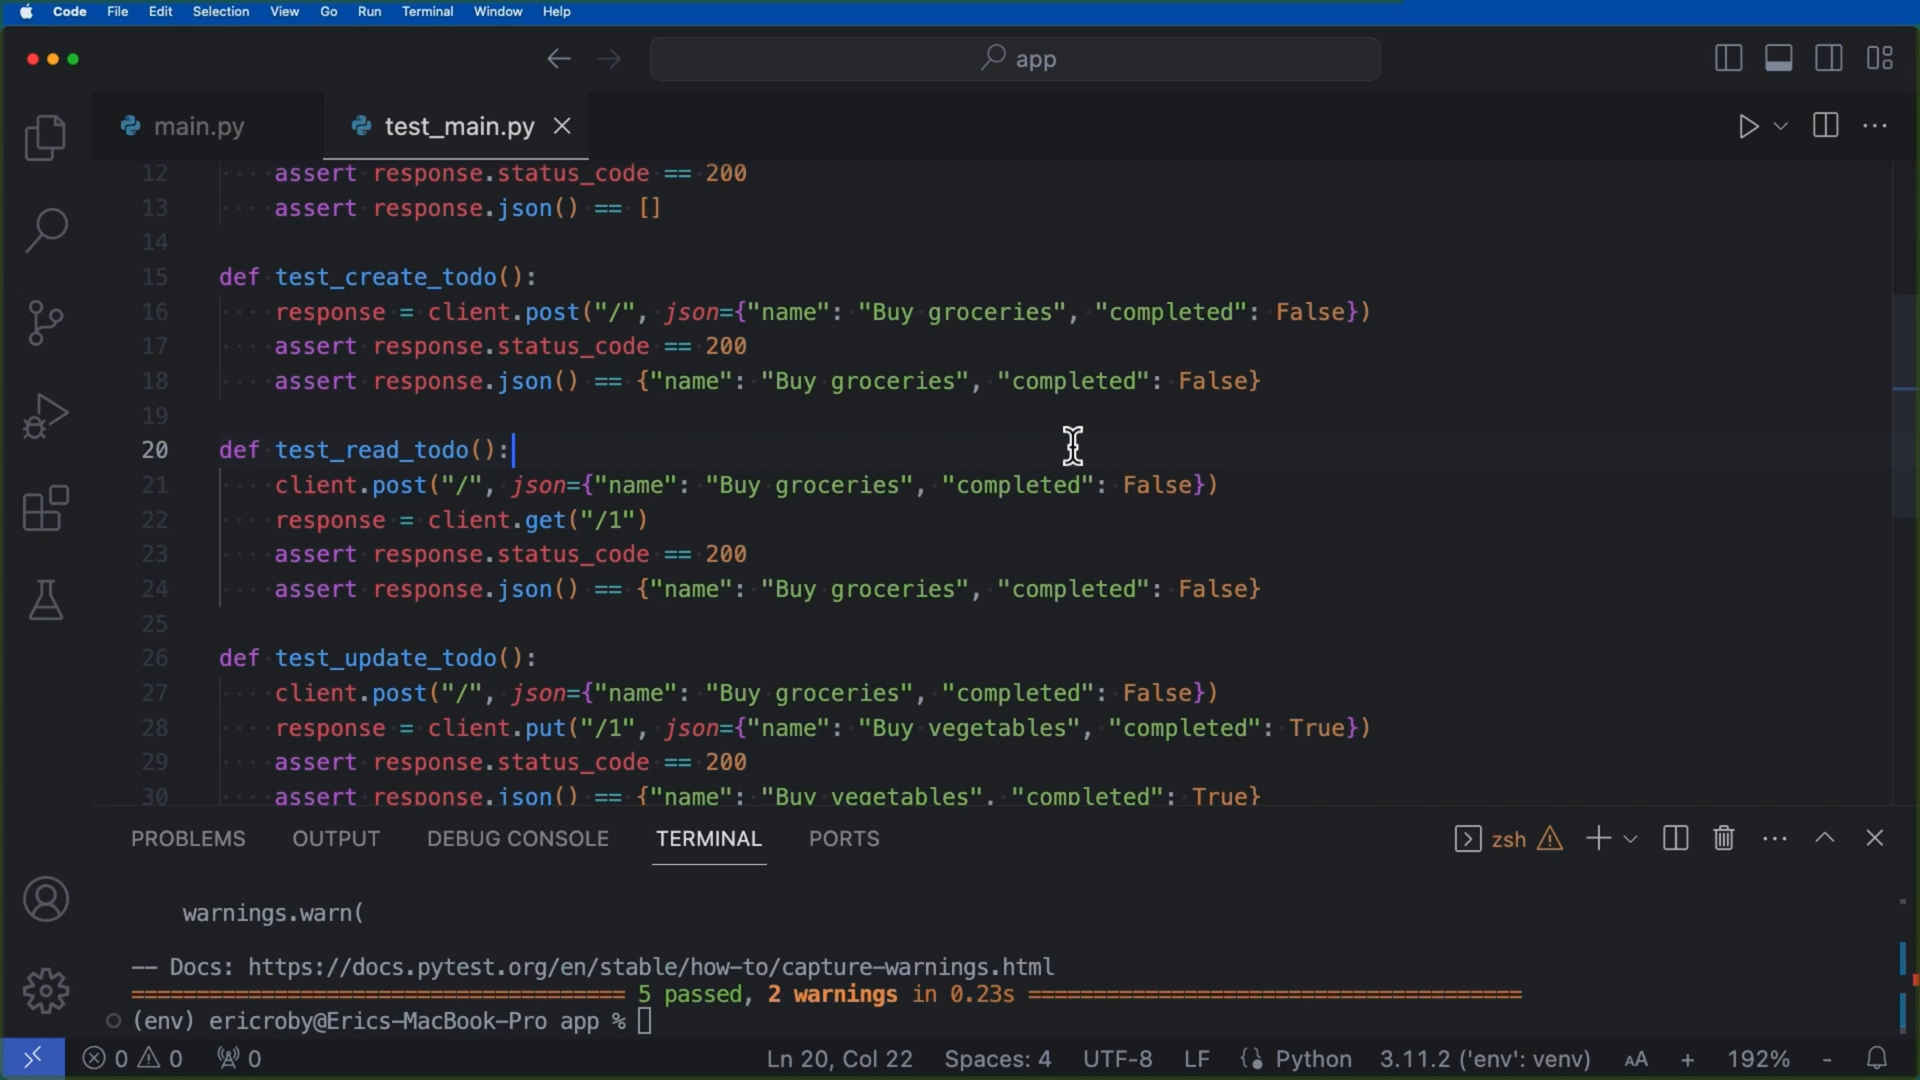 Code File Edit Selection View Go Run Terminal Window Help
app
main.py test_main.py
12 assert response.status_code == 200
13 assert response.json() == []
14
15 def test_create_todo():
16 response = client.post("/", json={"name": "Buy groceries", "completed": False})
17 assert response.status_code == 200
18 assert response.json() == {"name": "Buy groceries", "completed": False}
19
20 def test_read_todo():
21 client.post("/", json={"name": "Buy groceries", "completed": False})
22 response = client.get("/1")
23 assert response.status_code == 200
24 assert response.json() == {"name": "Buy groceries", "completed": False}
25
26 def test_update_todo():
27 client.post("/", json={"name": "Buy groceries", "completed": False})
28 response = client.put("/1", json={"name": "Buy vegetables", "completed": True})
29 assert response.status_code == 200
30 assert response.json() == {"name": "Buy vegetables", "completed": True}
PROBLEMS OUTPUT DEBUG CONSOLE TERMINAL PORTS zsh
warnings.warn(
-- Docs: https://docs.pytest.org/en/stable/how-to/capture-warnings.html
====================================== 5 passed, 2 warnings in 0.23s ======================================
(env) ericroby@Erics-MacBook-Pro app %
0 0 0 Ln 20, Col 22 Spaces: 4 UTF-8 LF Python 3.11.2 ('env': venv) AA + 192% -